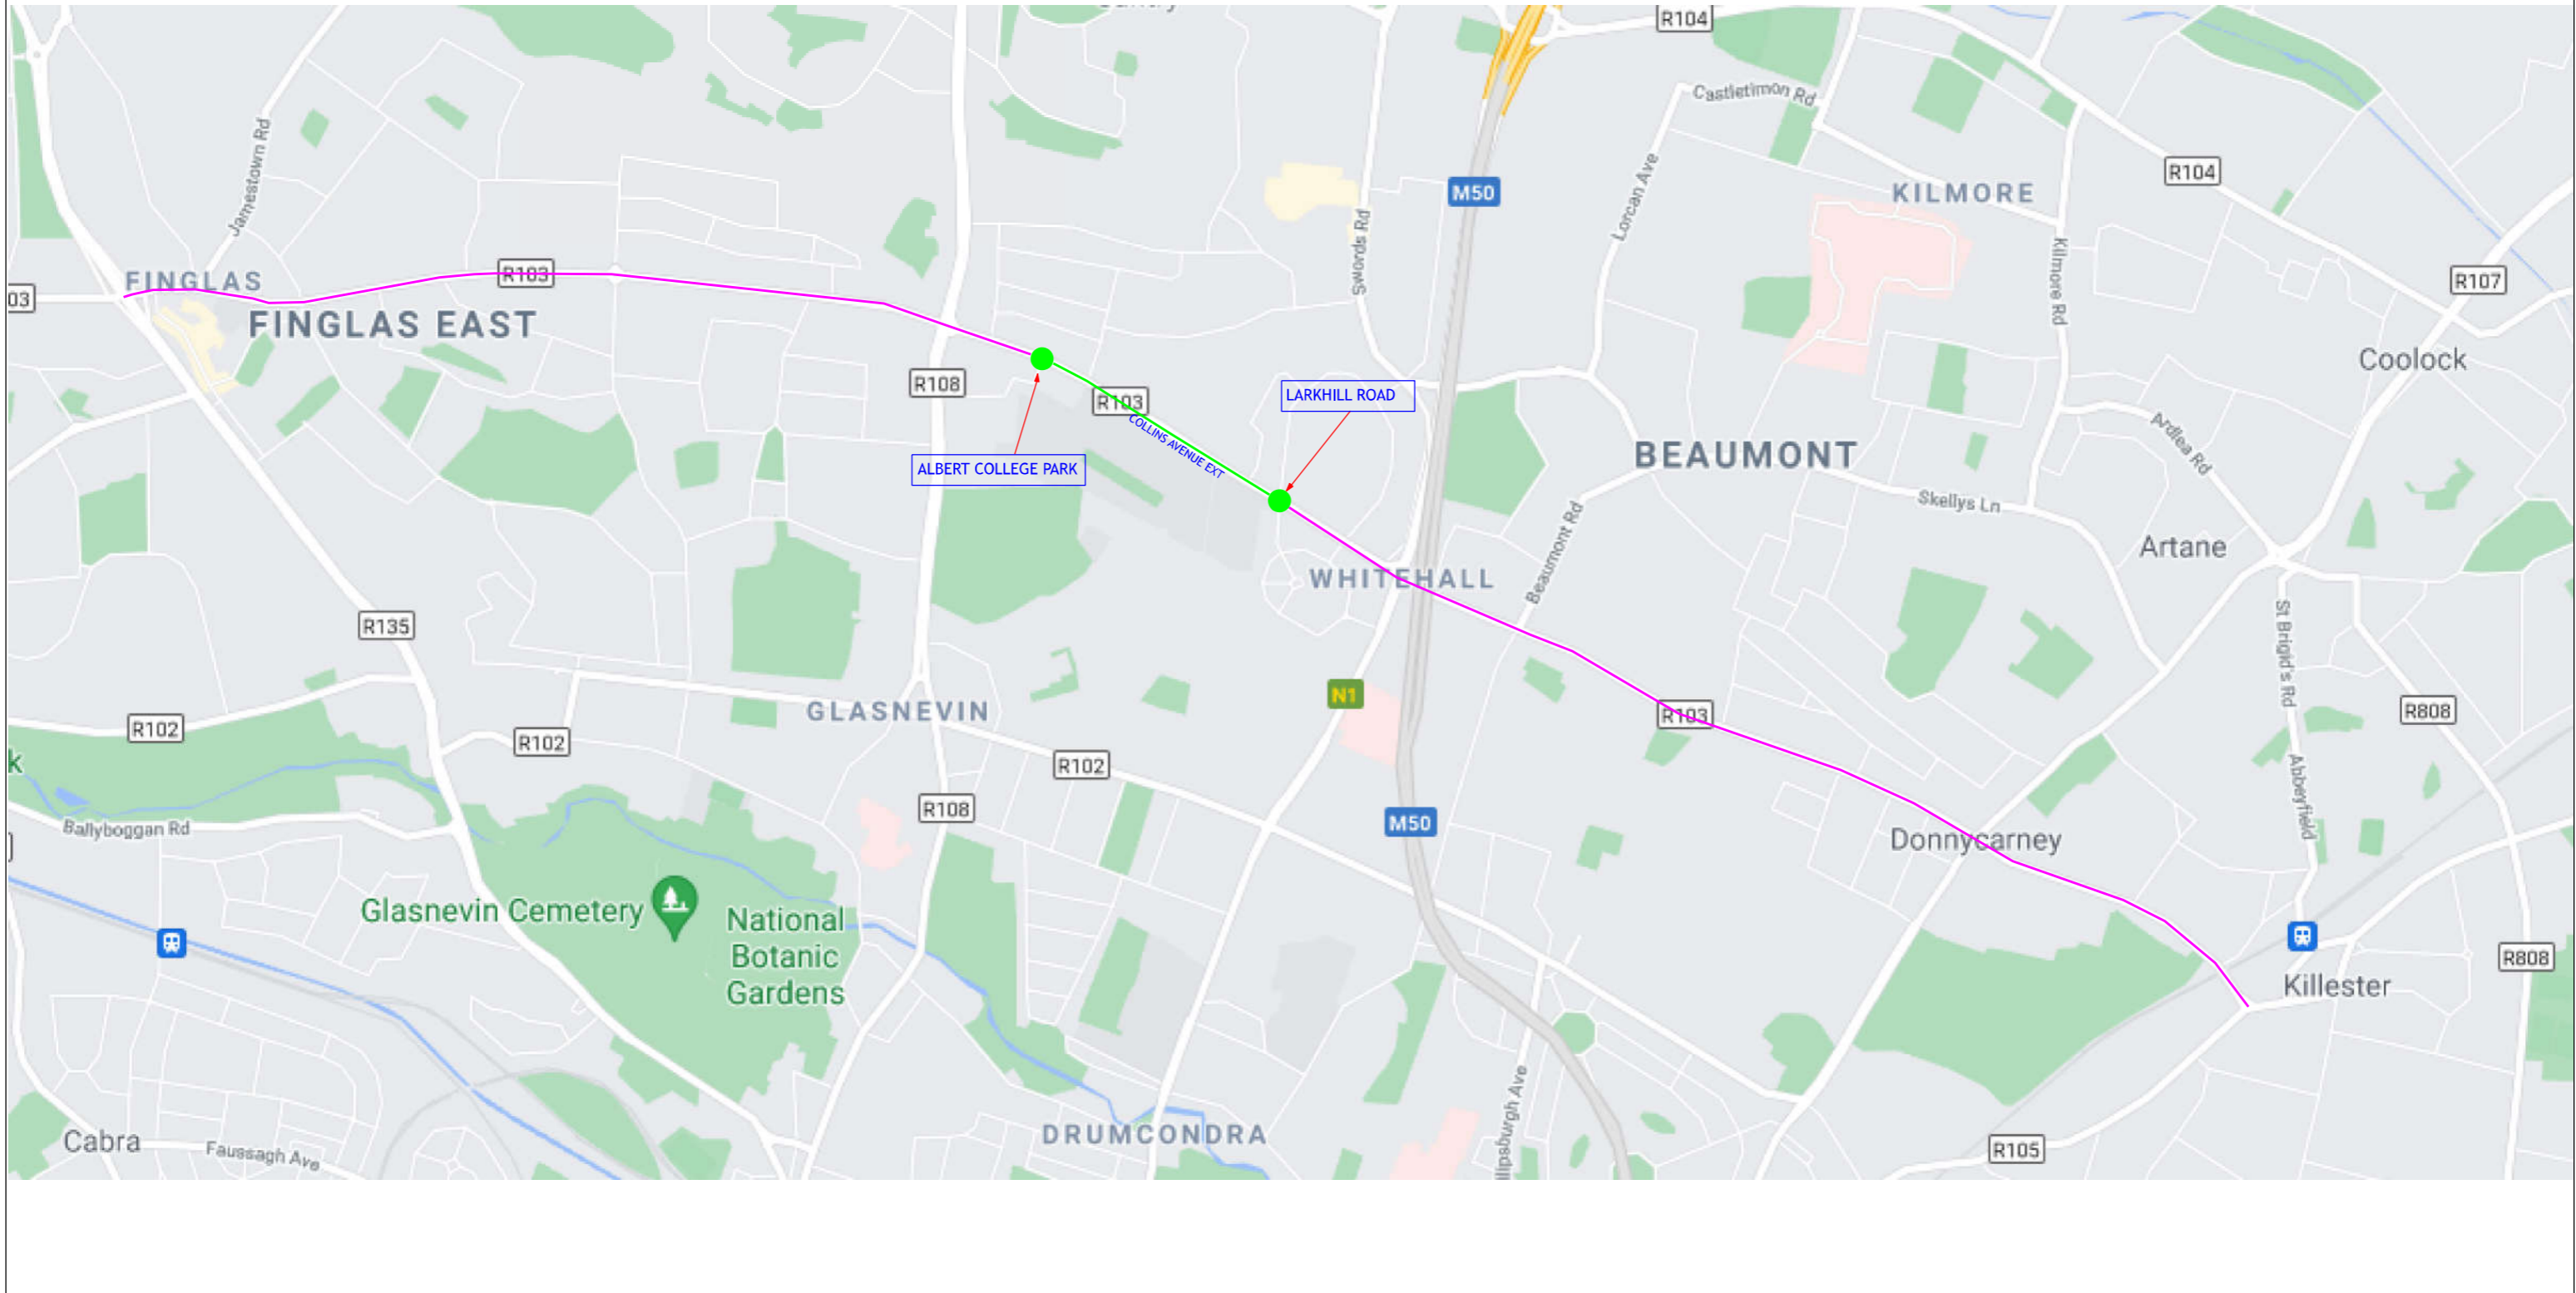 R104
Castletimon Rd
Jamestown Rd
Lorcan Ave
R104
M50
KILMORE
Swords Rd
Kilmore Rd
FINGLAS
R103
R107
03
FINGLAS EAST
Coolock
R108
R103
LARKHILL ROAD
COLLINS AVENUE EXT
ALBERT COLLEGE PARK
BEAUMONT
Ardlea Rd
Skellys Ln
Beaumont Rd
Artane
WHITEHALL
R135
St Brigid's Rd
N1
GLASNEVIN
R103
R808
R102
R102
R102
k
Abbeyfield
R108
M50
Ballyboggan Rd
Donnycarney
Glasnevin Cemetery
National
Botanic
Gardens
R808
Killester
DRUMCONDRA
Cabra
Faussagh Ave
llipsburgh Ave
R105